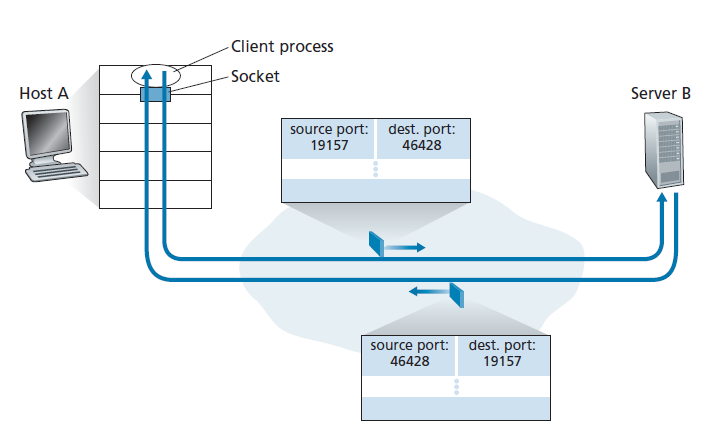 Client process
Socket
Host A
Server B
source port: dest. port:
19157 46428
source port: dest. port:
46428 19157